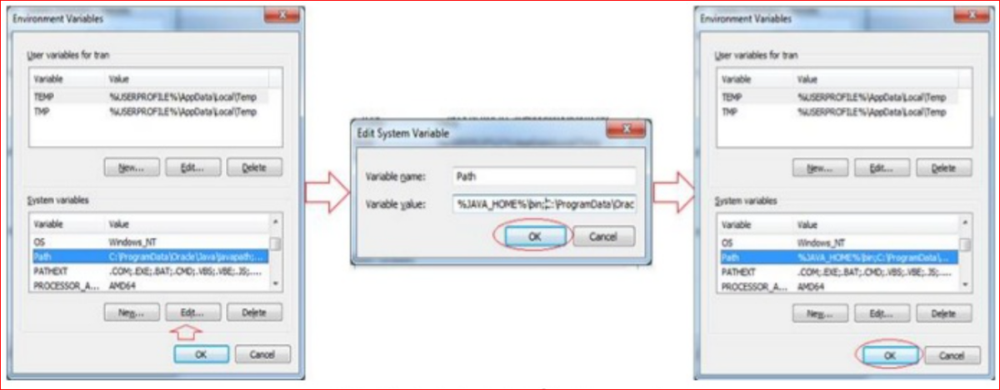 Environment Variables
User variables for tran
Variable Value
TEMP %USERPROFILE%\AppData\Local\Temp
TMP %USERPROFILE%\AppData\Local\Temp
New... Edit... Delete
System variables
Variable Value
OS Windows_NT
Path C:\ProgramData\Oracle\Java\javapath;...
PATHEXT .COM;.EXE;.BAT;.CMD;.VBS;.VBE;.JS;....
PROCESSOR_A... AMD64
New... Edit... Delete
OK Cancel
Edit System Variable
Variable name: Path
Variable value: %JAVA_HOME%\bin;C:\ProgramData\Orac
OK Cancel
Environment Variables
User variables for tran
Variable Value
TEMP %USERPROFILE%\AppData\Local\Temp
TMP %USERPROFILE%\AppData\Local\Temp
New... Edit... Delete
System variables
Variable Value
OS Windows_NT
Path %JAVA_HOME%\bin;C:\ProgramData\...
PATHEXT .COM;.EXE;.BAT;.CMD;.VBS;.VBE;.JS;....
PROCESSOR_A... AMD64
New... Edit... Delete
OK Cancel